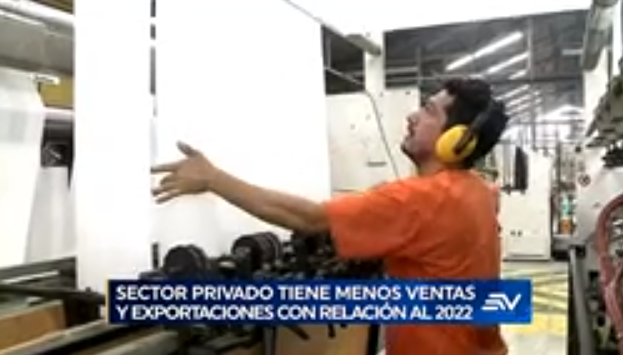 SECTOR PRIVADO TIENE MENOS VENTAS
Y EXPORTACIONES CON RELACIÓN AL 2022